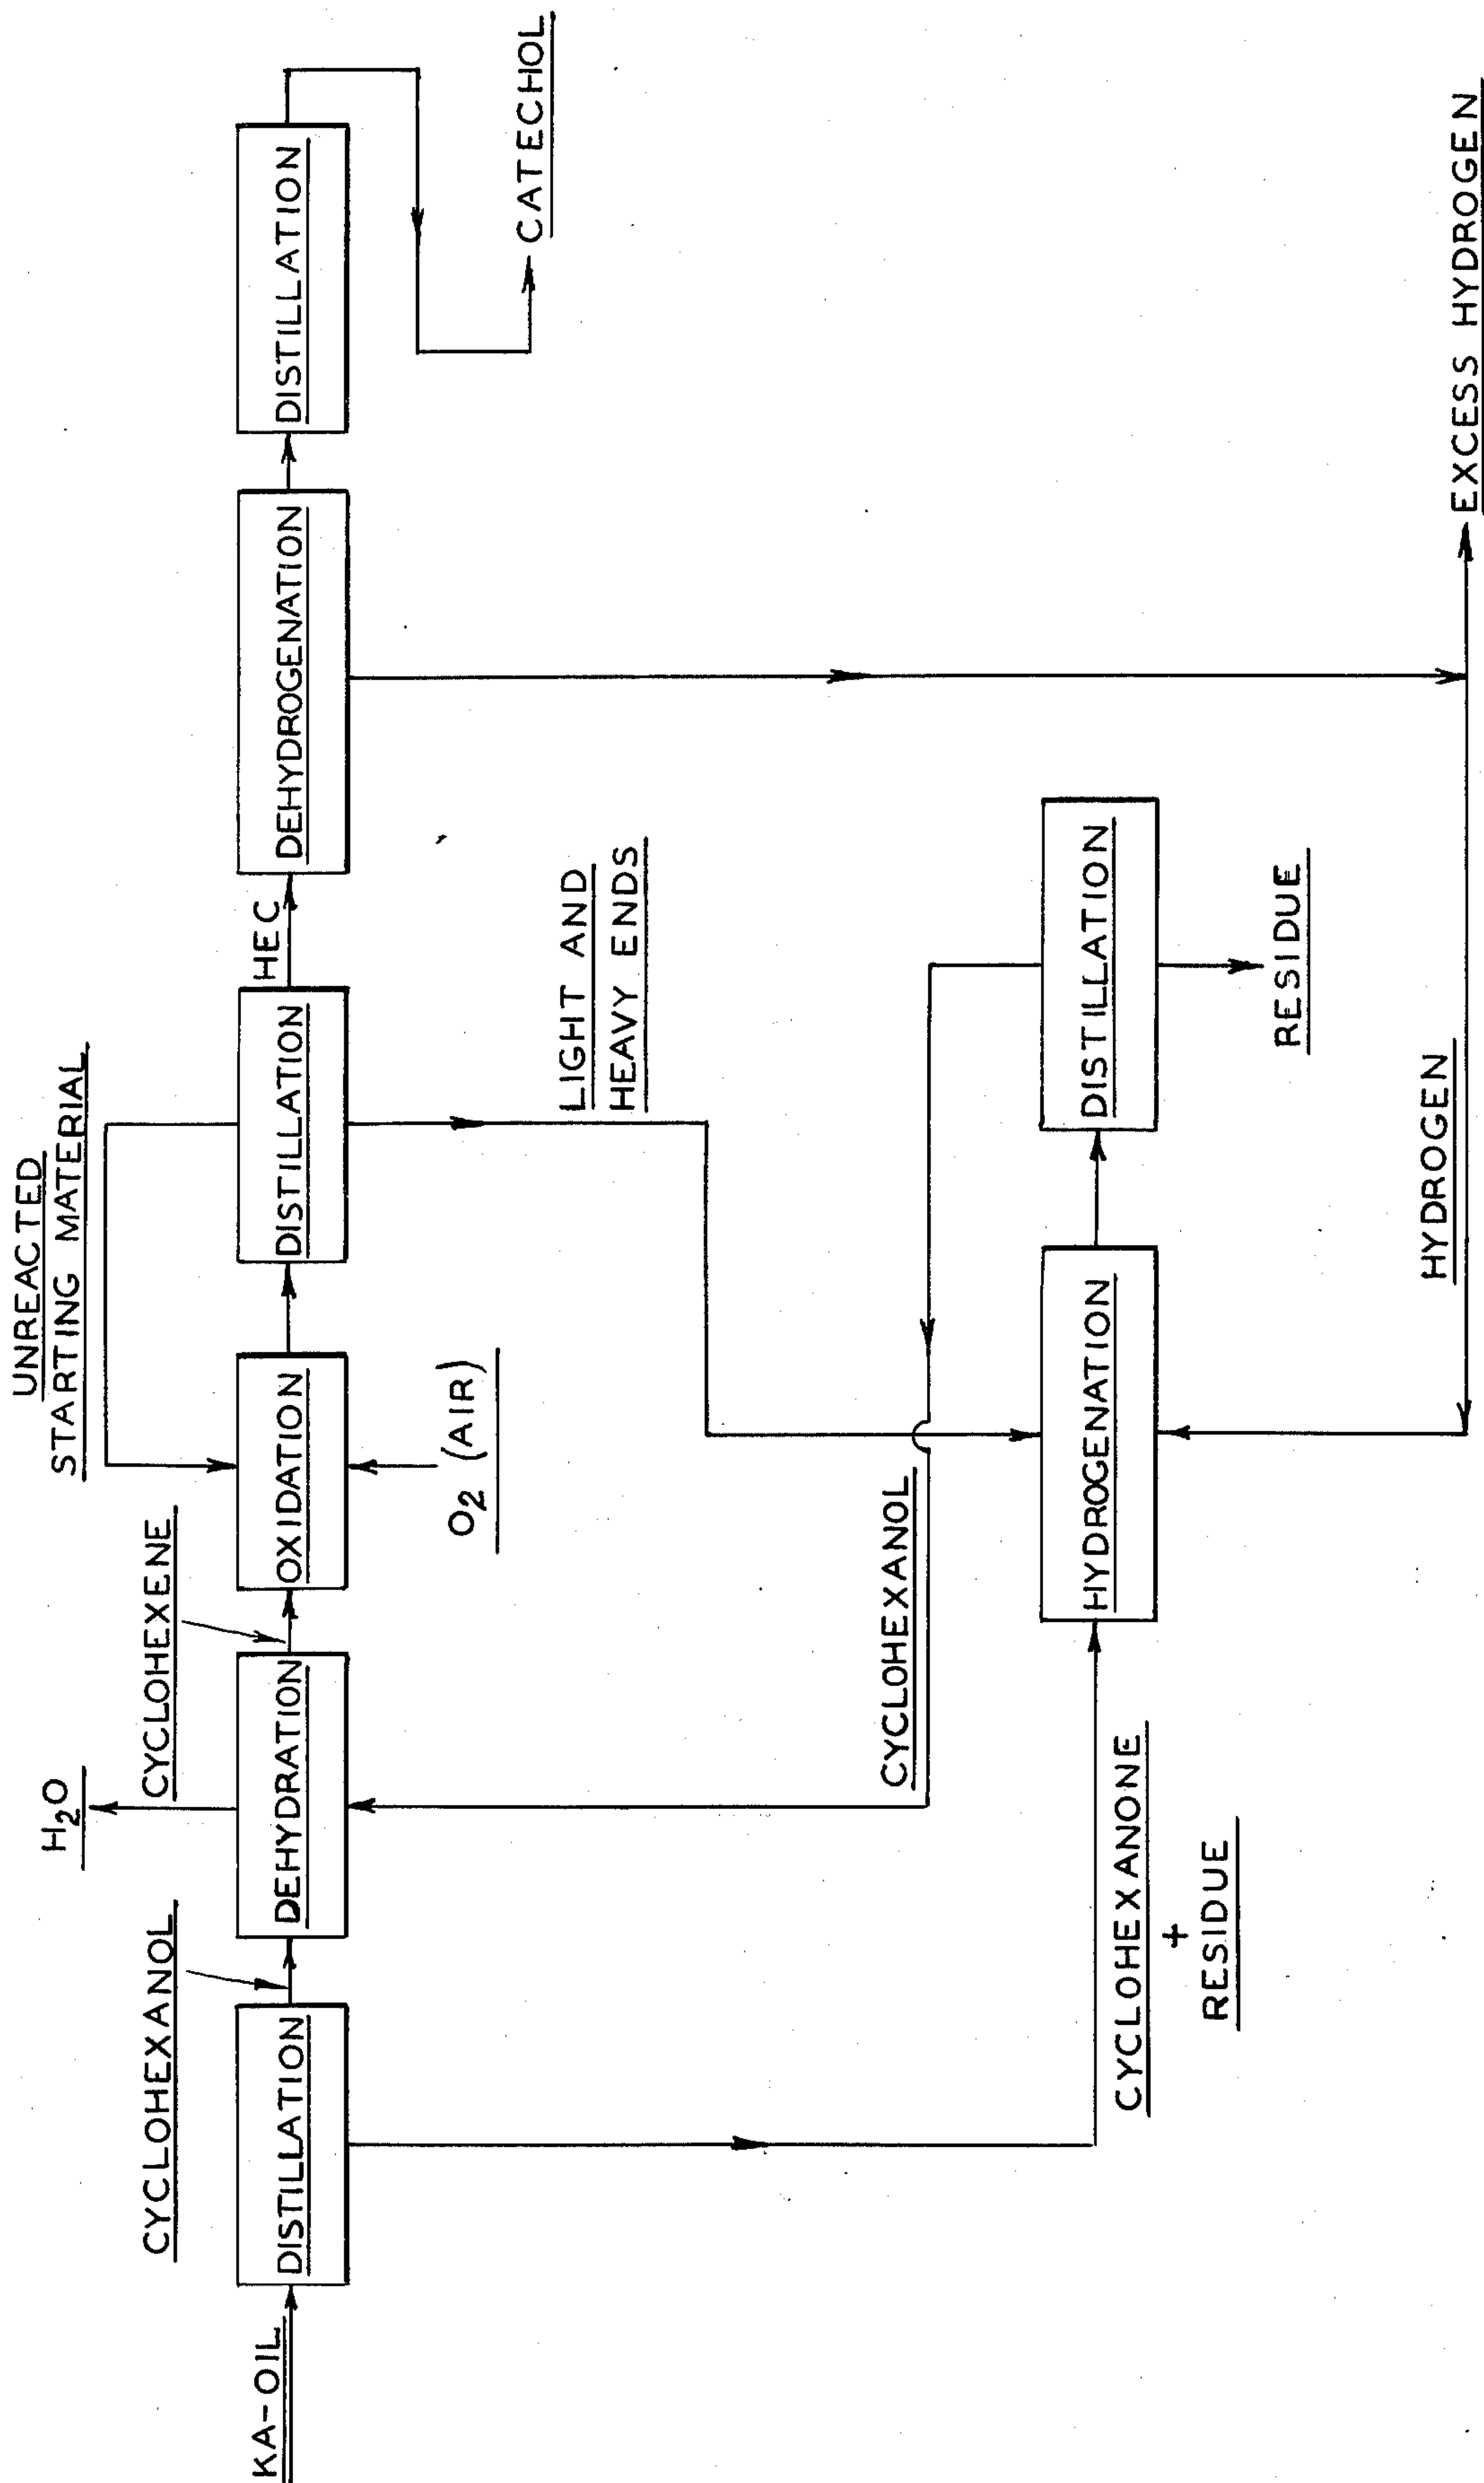 KA-OIL
DISTILLATION
CYCLOHEXANOL
DEHYDRATION
H₂O
CYCLOHEXENE
OXIDATION
O₂ (AIR)
UNREACTED
STARTING MATERIAL
DISTILLATION
HEC
DEHYDROGENATION
DISTILLATION
CATECHOL
LIGHT AND
HEAVY ENDS
CYCLOHEXANOL
CYCLOHEXANONE
+
RESIDUE
HYDROGENATION
DISTILLATION
RESIDUE
HYDROGEN
EXCESS HYDROGEN